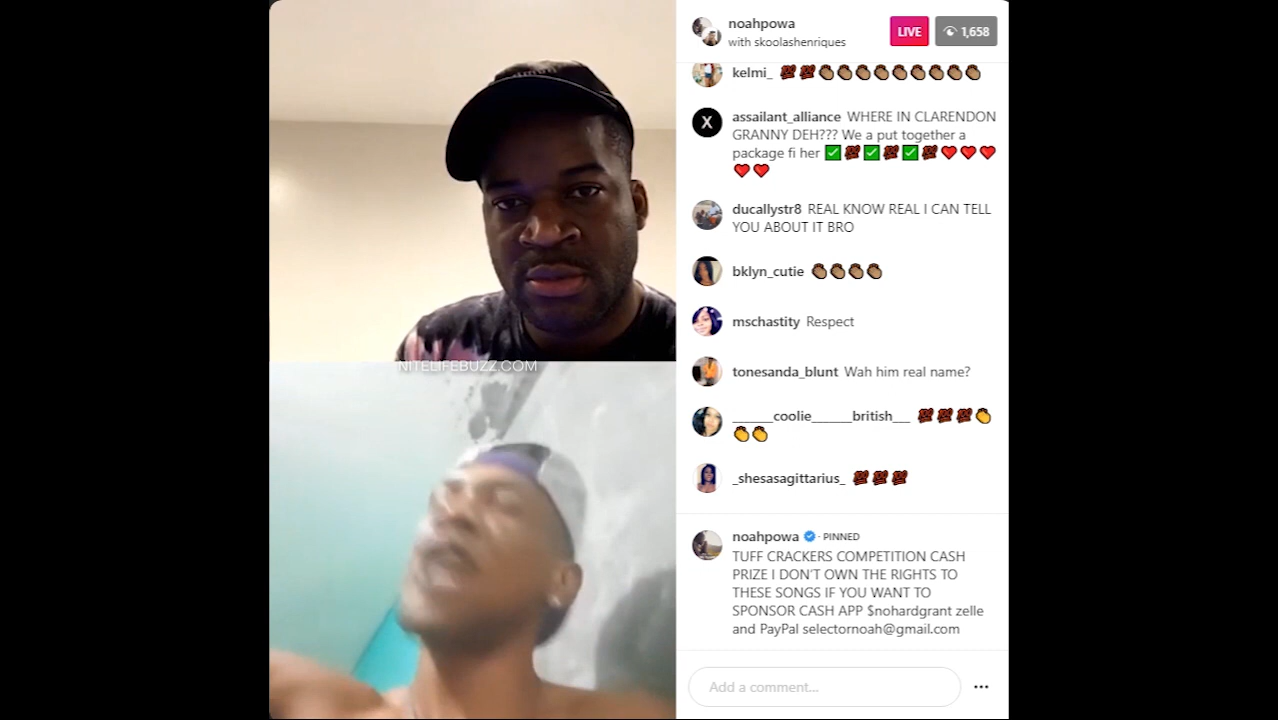 noahpowa
with skoolashenriques
LIVE
1,658
kelmi_ 💯💯👏🏽👏🏽👏🏽👏🏽👏🏽👏🏽👏🏽👏🏽👏🏽
assailant_alliance WHERE IN CLARENDON
GRANNY DEH??? We a put together a
package fi her ✅💯✅💯✅💯❤️❤️❤️
❤️❤️
ducallystr8 REAL KNOW REAL I CAN TELL
YOU ABOUT IT BRO
bklyn_cutie 👏🏽👏🏽👏🏽👏🏽
mschastity Respect
tonesanda_blunt Wah him real name?
______coolie______british___ 💯💯💯👏
👏👏
_shesasagittarius_ 💯💯💯
NITELIFEBUZZ.COM
noahpowa · PINNED
TUFF CRACKERS COMPETITION CASH
PRIZE I DON'T OWN THE RIGHTS TO
THESE SONGS IF YOU WANT TO
SPONSOR CASH APP $nohardgrant zelle
and PayPal selectornoah@gmail.com
Add a comment...